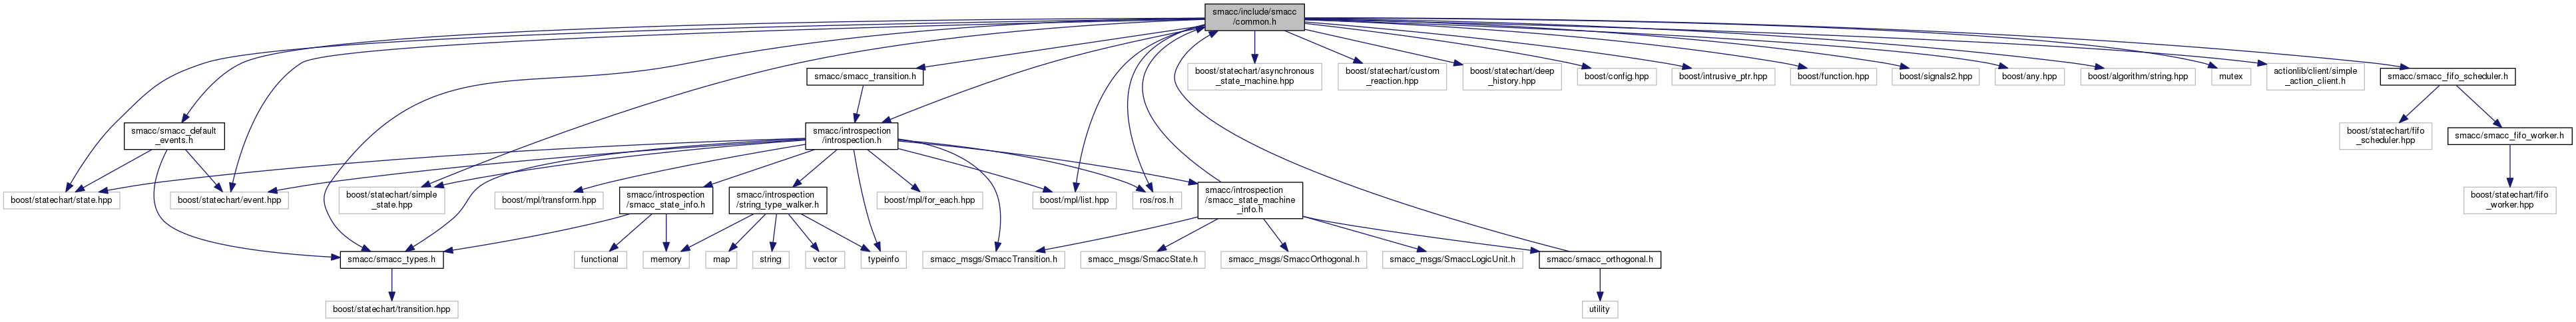 smacc/include/smacc
/common.h
smacc/smacc_transition.h
boost/statechart/asynchronous
_state_machine.hpp
boost/statechart/custom
_reaction.hpp
boost/statechart/deep
_history.hpp
boost/config.hpp
boost/intrusive_ptr.hpp
boost/function.hpp
boost/signals2.hpp
boost/any.hpp
boost/algorithm/string.hpp
mutex
actionlib/client/simple
_action_client.h
smacc/smacc_fifo_scheduler.h
smacc/smacc_default
_events.h
smacc/introspection
/introspection.h
boost/statechart/fifo
_scheduler.hpp
smacc/smacc_fifo_worker.h
boost/statechart/state.hpp
boost/statechart/event.hpp
boost/statechart/simple
_state.hpp
boost/mpl/transform.hpp
smacc/introspection
/smacc_state_info.h
smacc/introspection
/string_type_walker.h
boost/mpl/for_each.hpp
boost/mpl/list.hpp
ros/ros.h
smacc/introspection
/smacc_state_machine
_info.h
boost/statechart/fifo
_worker.hpp
smacc/smacc_types.h
functional
memory
map
string
vector
typeinfo
smacc_msgs/SmaccTransition.h
smacc_msgs/SmaccState.h
smacc_msgs/SmaccOrthogonal.h
smacc_msgs/SmaccLogicUnit.h
smacc/smacc_orthogonal.h
boost/statechart/transition.hpp
utility